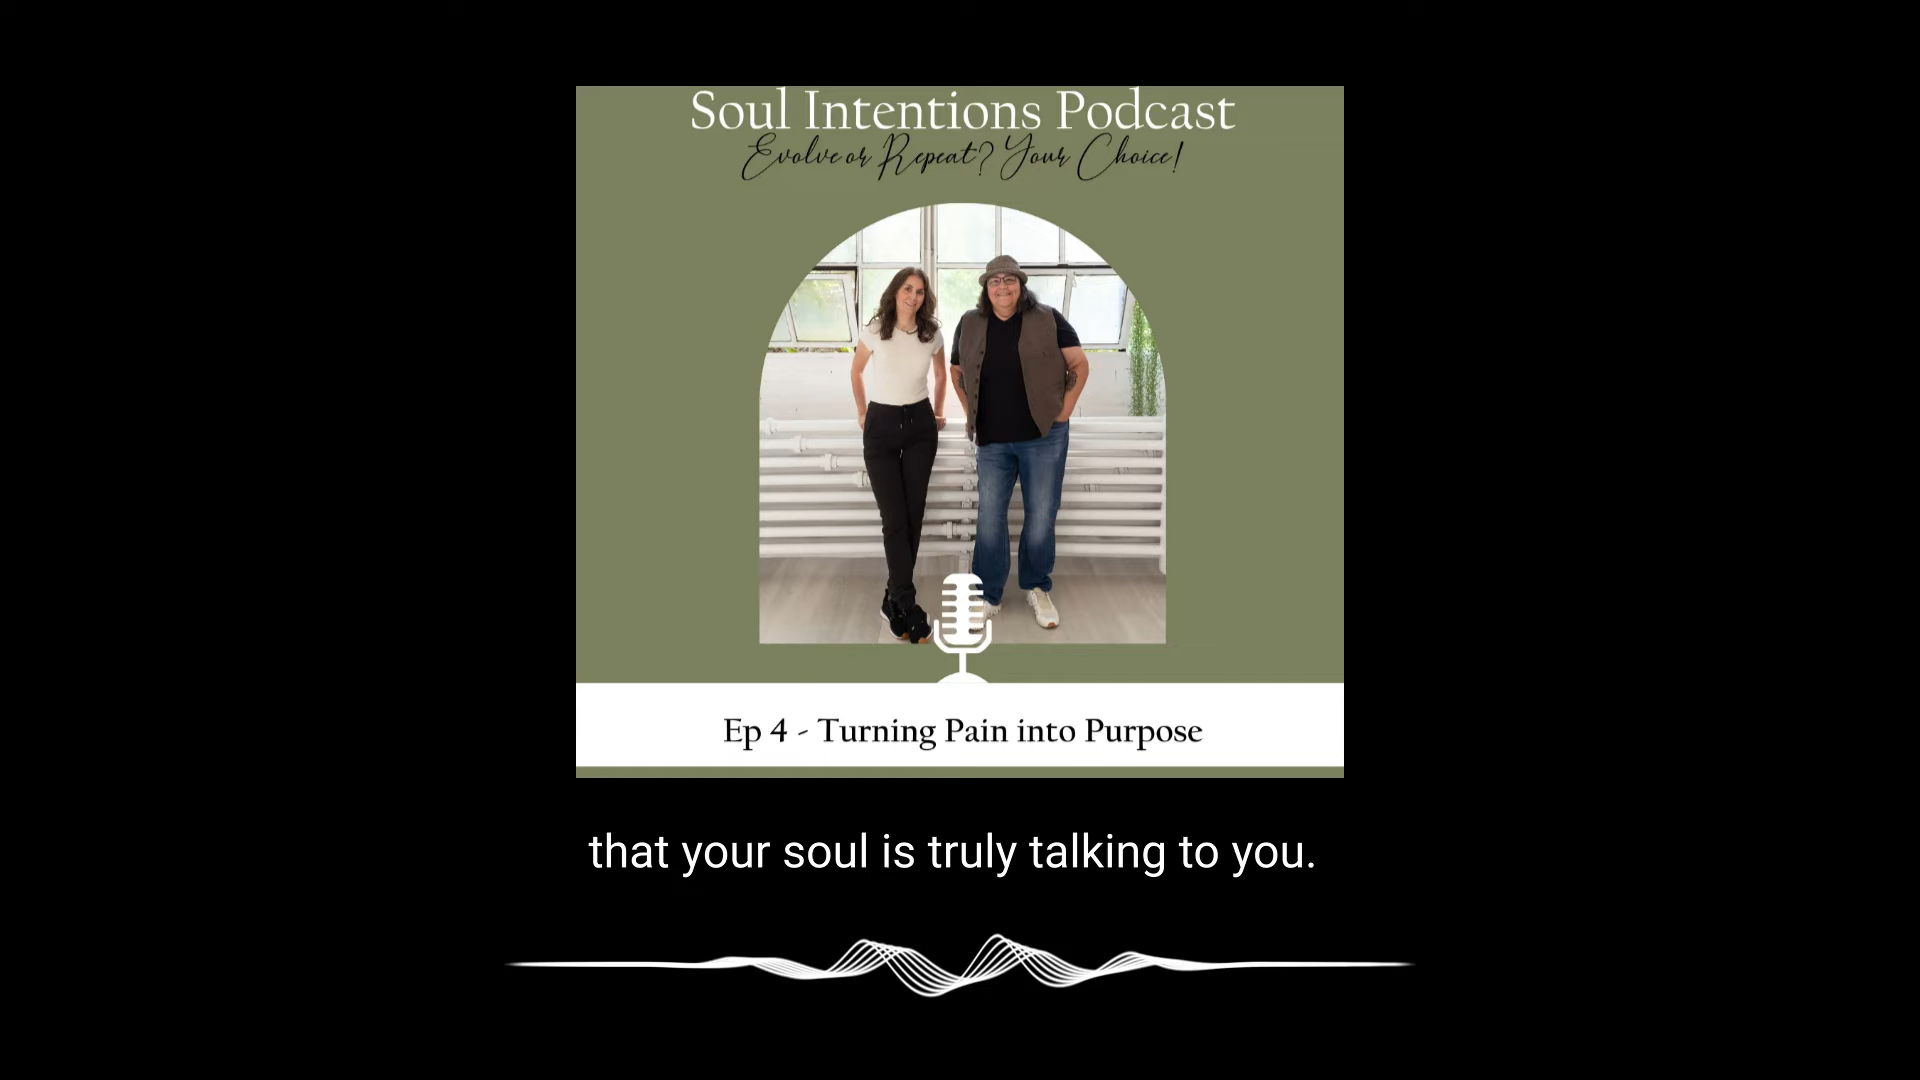 Soul Intentions Podcast
Evolve or Repeat? Your Choice!
Ep 4 - Turning Pain into Purpose
that your soul is truly talking to you.